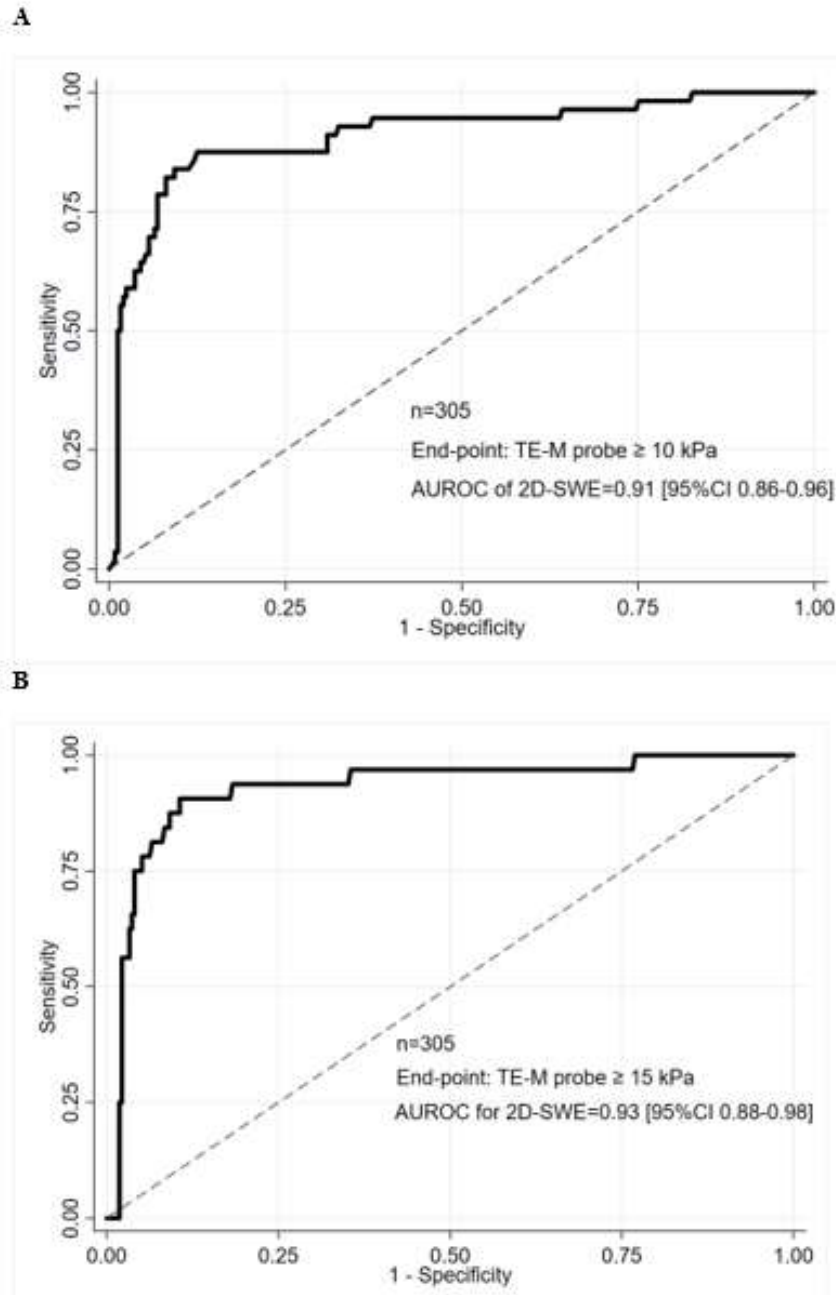 A
1.00
0.75
0.50
0.25
0.00
Sensitivity
n=305
End-point: TE-M probe ≥ 10 kPa
AUROC of 2D-SWE=0.91 [95%CI 0.86-0.96]
0.00 0.25 0.50 0.75 1.00
1 - Specificity
B
1.00
0.75
0.50
0.25
0.00
Sensitivity
n=305
End-point: TE-M probe ≥ 15 kPa
AUROC for 2D-SWE=0.93 [95%CI 0.88-0.98]
0.00 0.25 0.50 0.75 1.00
1 - Specificity